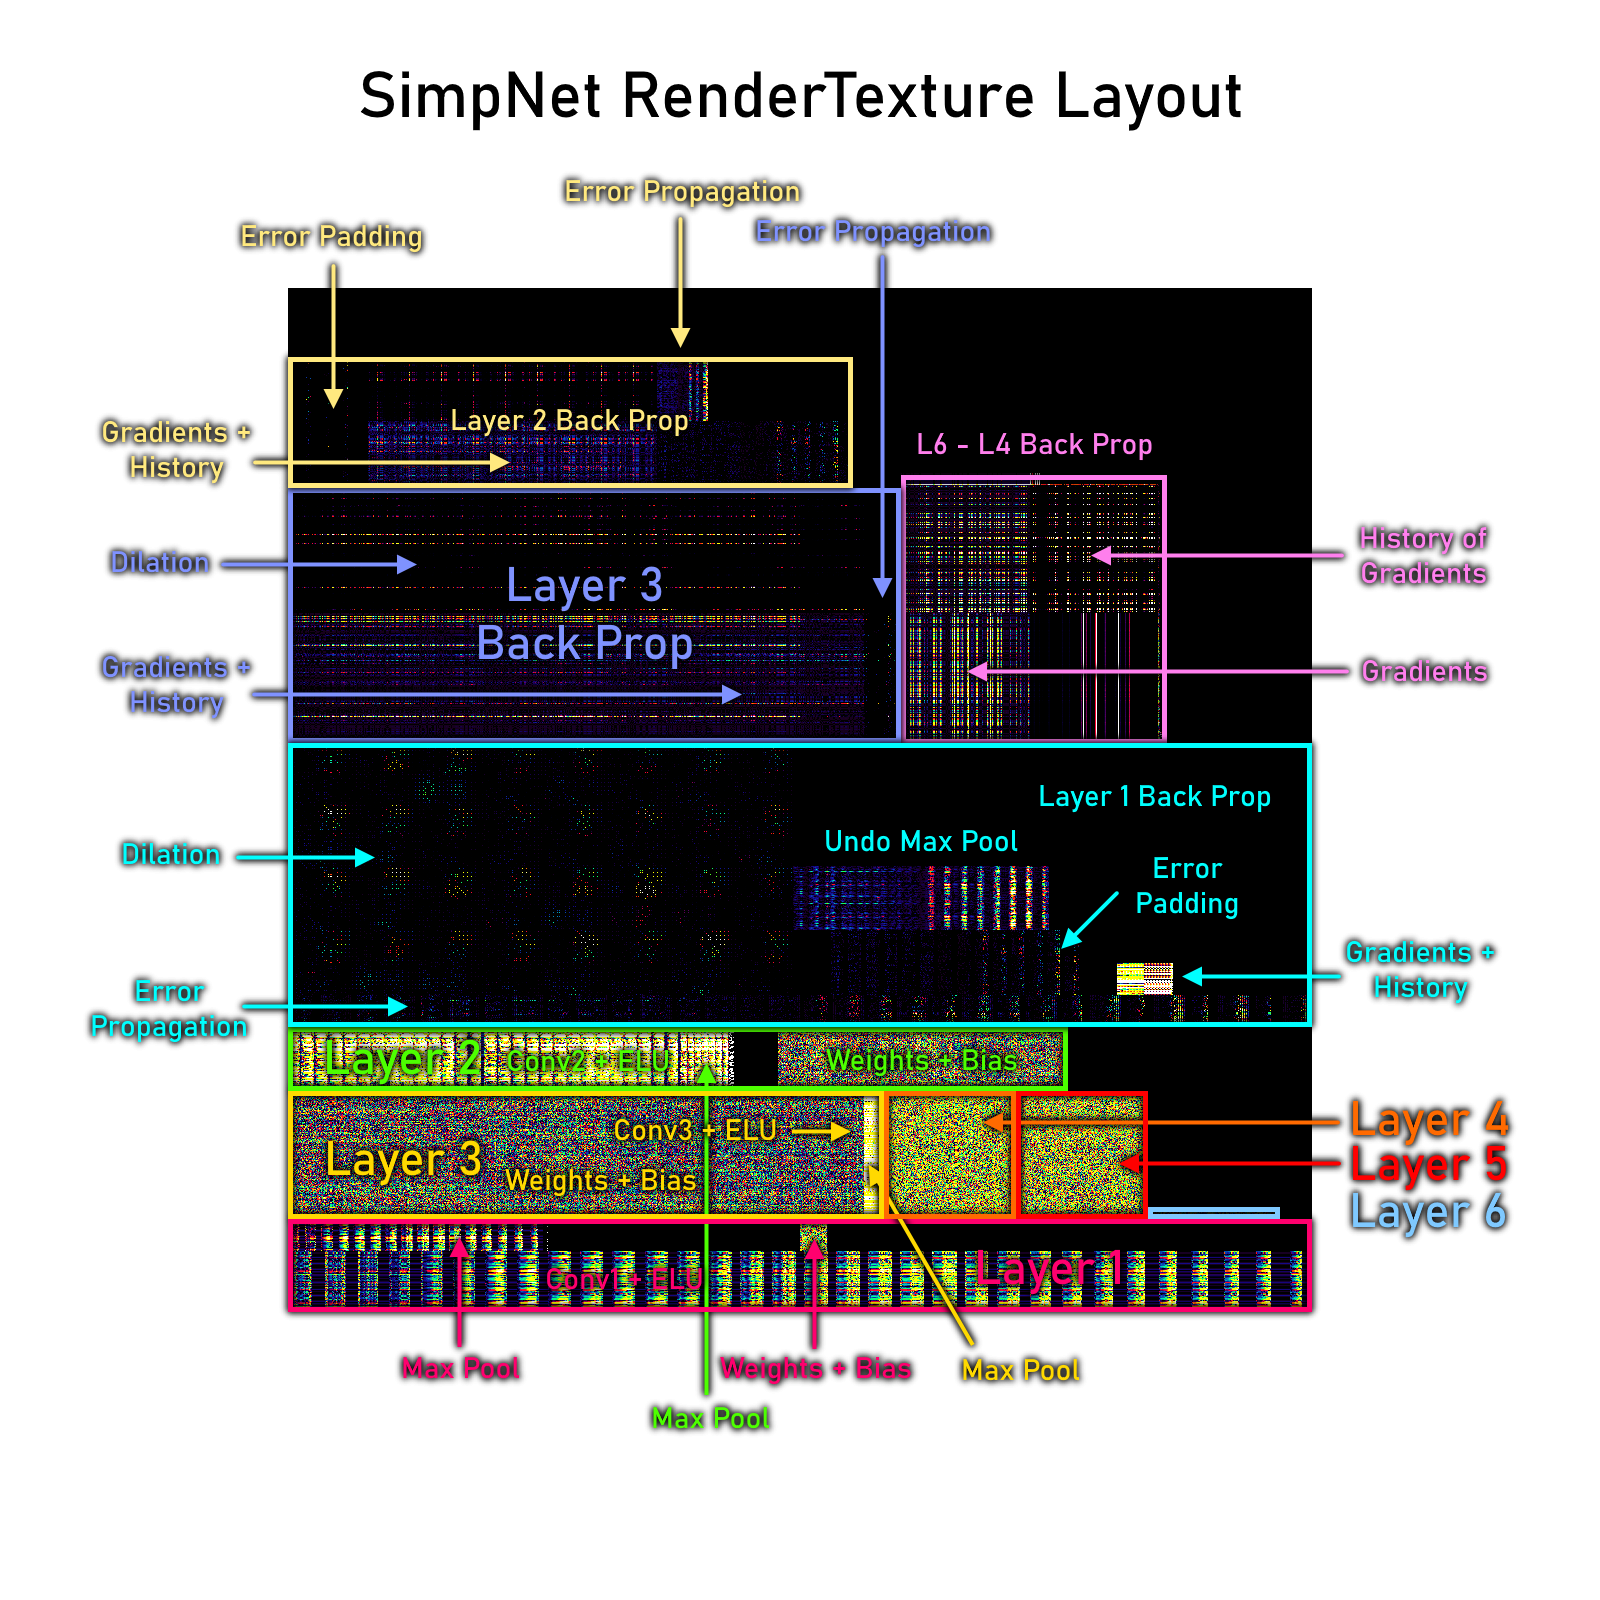 SimpNet RenderTexture Layout
Error Propagation
Error Padding
Error Propagation
Gradients +
History
Layer 2 Back Prop
L6 - L4 Back Prop
Dilation
Layer 3
Back Prop
History of
Gradients
Gradients +
History
Gradients
Layer 1 Back Prop
Undo Max Pool
Dilation
Error
Padding
Gradients +
History
Error
Propagation
Layer 2
Conv2 + ELU
Weights + Bias
Layer 3
Conv3 + ELU
Weights + Bias
Layer 4
Layer 5
Layer 6
Conv1 + ELU
Layer 1
Max Pool
Weights + Bias
Max Pool
Max Pool